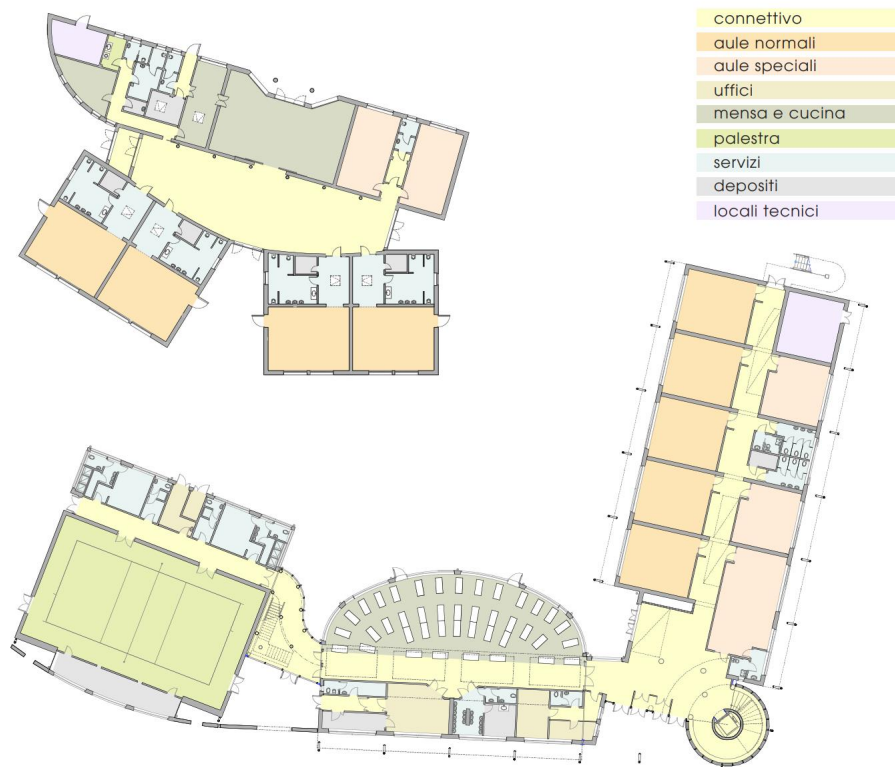 connettivo
aule normali
aule speciali
uffici
mensa e cucina
palestra
servizi
depositi
locali tecnici